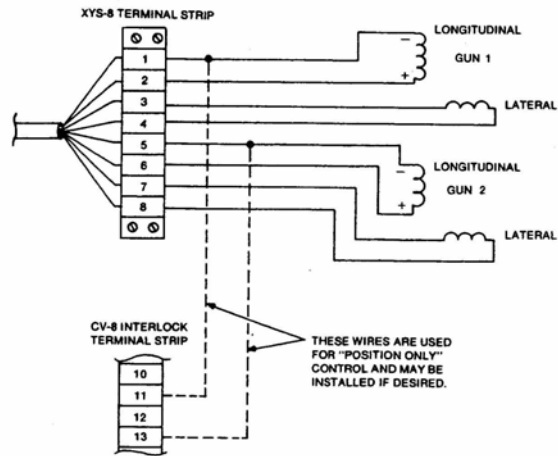 XYS-8 TERMINAL STRIP
1
2
3
4
5
6
7
8
LONGITUDINAL
−
GUN 1
+
LATERAL
LONGITUDINAL
−
GUN 2
+
LATERAL
CV-8 INTERLOCK
TERMINAL STRIP
10
11
12
13
THESE WIRES ARE USED
FOR "POSITION ONLY"
CONTROL AND MAY BE
INSTALLED IF DESIRED.